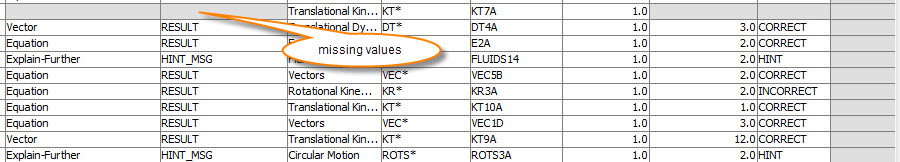 Translational Kin... KT* KT7A 1.0
Vector RESULT Translational Dy... DT* DT4A 1.0 3.0 CORRECT
Equation RESULT E2A 1.0 2.0 CORRECT
missing values
Explain-Further HINT_MSG FLUIDS14 1.0 2.0 HINT
Equation RESULT Vectors VEC* VEC5B 1.0 2.0 CORRECT
Equation RESULT Rotational Kine... KR* KR3A 1.0 2.0 INCORRECT
Equation RESULT Translational Kin... KT* KT10A 1.0 1.0 CORRECT
Equation RESULT Vectors VEC* VEC1D 1.0 3.0 CORRECT
Vector RESULT Translational Kin... KT* KT9A 1.0 12.0 CORRECT
Explain-Further HINT_MSG Circular Motion ROTS* ROTS3A 1.0 2.0 HINT